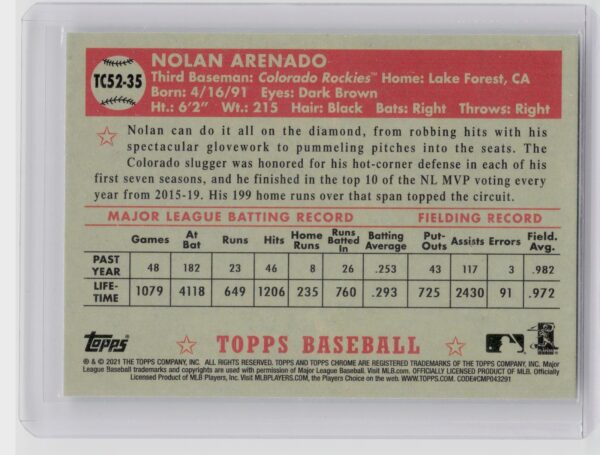 TC52-35
NOLAN ARENADO
Third Baseman: Colorado Rockies™ Home: Lake Forest, CA
Born: 4/16/91 Eyes: Dark Brown
Ht.: 6'2" Wt.: 215 Hair: Black Bats: Right Throws: Right
Nolan can do it all on the diamond, from robbing hits with his
spectacular glovework to pummeling pitches into the seats. The
Colorado slugger was honored for his hot-corner defense in each of his
first seven seasons, and he finished in the top 10 of the NL MVP voting
every year from 2015-19. His 199 home runs over that span topped the circuit.
MAJOR LEAGUE BATTING RECORD FIELDING RECORD
Games At Bat Runs Hits Home Runs Runs Batted In Batting Average Put-Outs Assists Errors Field. Avg.
PAST YEAR 48 182 23 46 8 26 .253 43 117 3 .982
LIFE-TIME 1079 4118 649 1206 235 760 .293 725 2430 91 .972
Topps TOPPS BASEBALL
® & © 2021 THE TOPPS COMPANY, INC. ALL RIGHTS RESERVED. TOPPS AND TOPPS CHROME ARE REGISTERED TRADEMARKS OF THE TOPPS COMPANY, INC. Major
League Baseball trademarks and copyrights are used with permission of Major League Baseball. Visit MLB.com. OFFICIALLY LICENSED PRODUCT OF MLB. Officially
Licensed Product of MLB Players, Inc. Visit MLBPLAYERS.com, the Players Choice on the web. WWW.TOPPS.COM. CODE#CMP043291